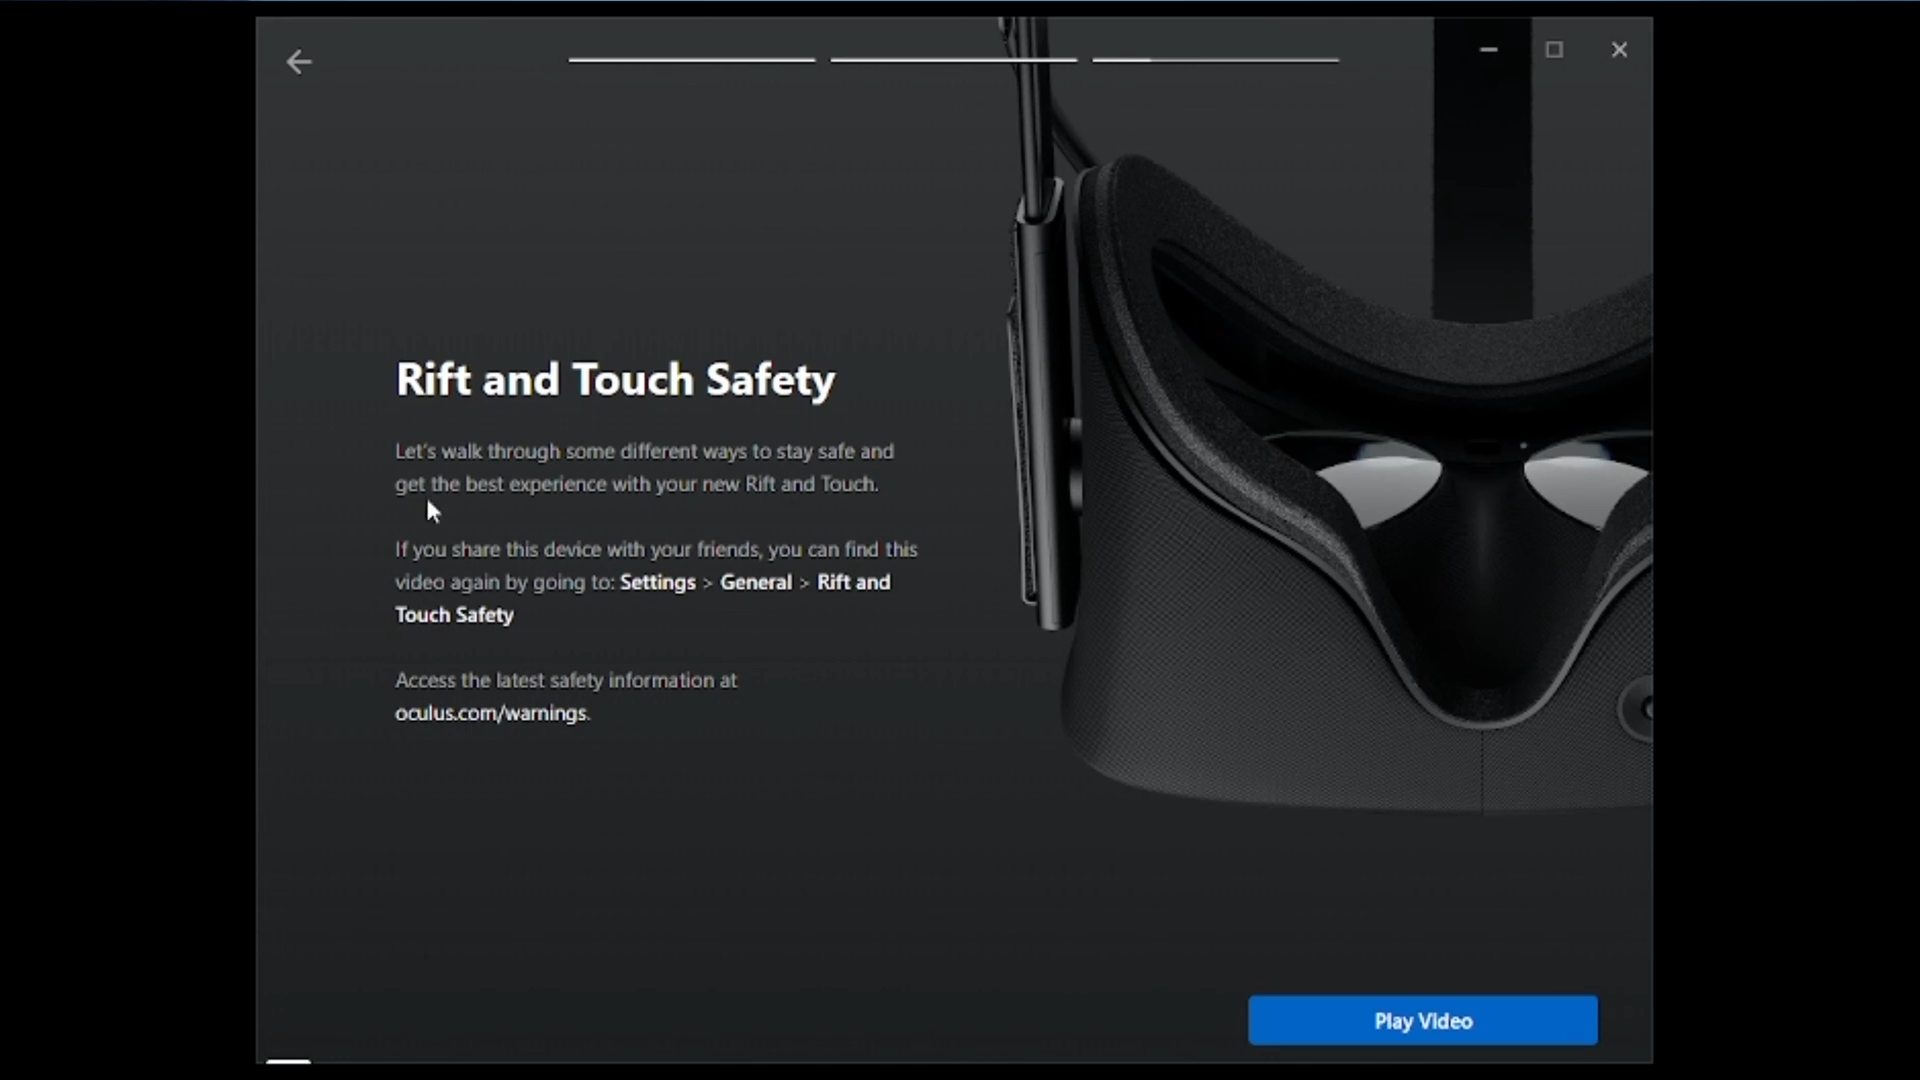 Rift and Touch Safety
Let's walk through some different ways to stay safe and
get the best experience with your new Rift and Touch.
If you share this device with your friends, you can find this
video again by going to: Settings > General > Rift and
Touch Safety
Access the latest safety information at
oculus.com/warnings.
Play Video